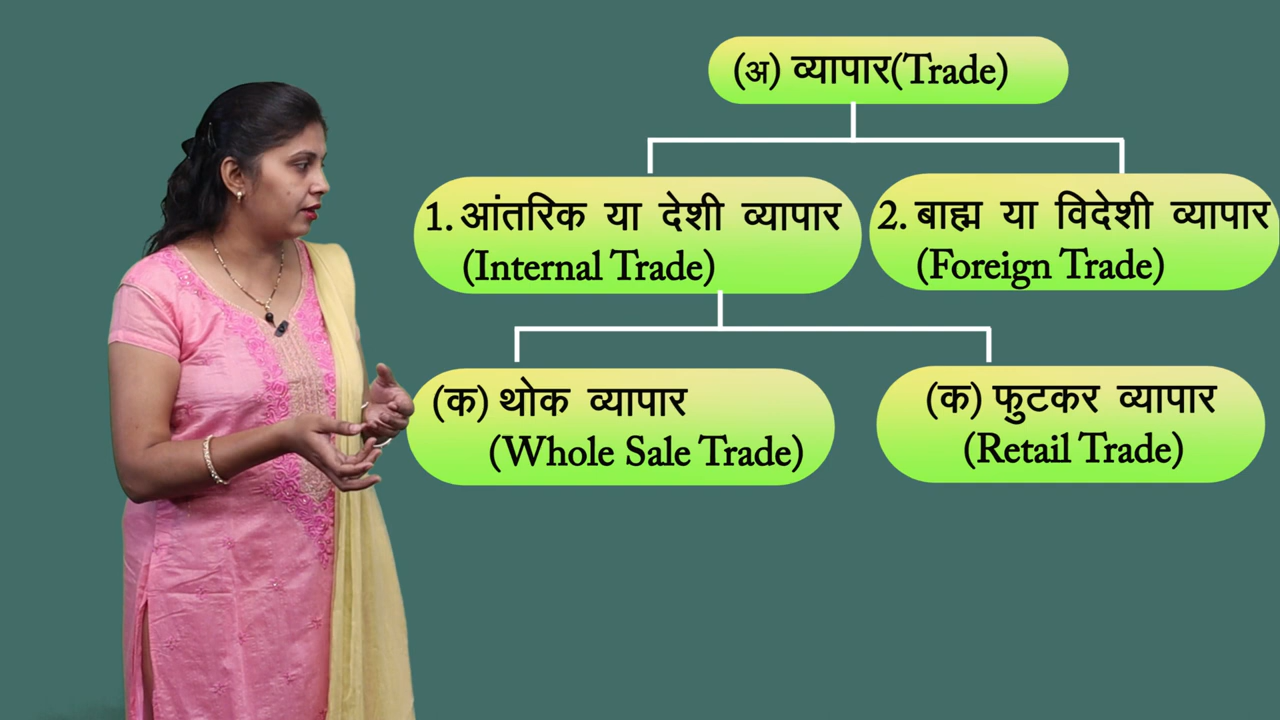 (अ) व्यापार(Trade)
1. आंतरिक या देशी व्यापार
(Internal Trade)
2. बाह्म या विदेशी व्यापार
(Foreign Trade)
(क) थोक व्यापार
(Whole Sale Trade)
(क) फुटकर व्यापार
(Retail Trade)